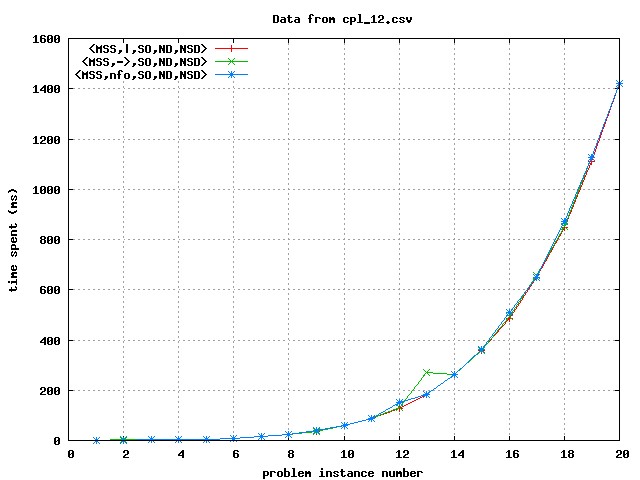 Data from cpl_12.csv
<MSS,|,SO,ND,NSD>
<MSS,->,SO,ND,NSD>
<MSS,nfo,SO,ND,NSD>
1600
1400
1200
1000
800
600
400
200
0
time spent (ms)
0 2 4 6 8 10 12 14 16 18 20
problem instance number